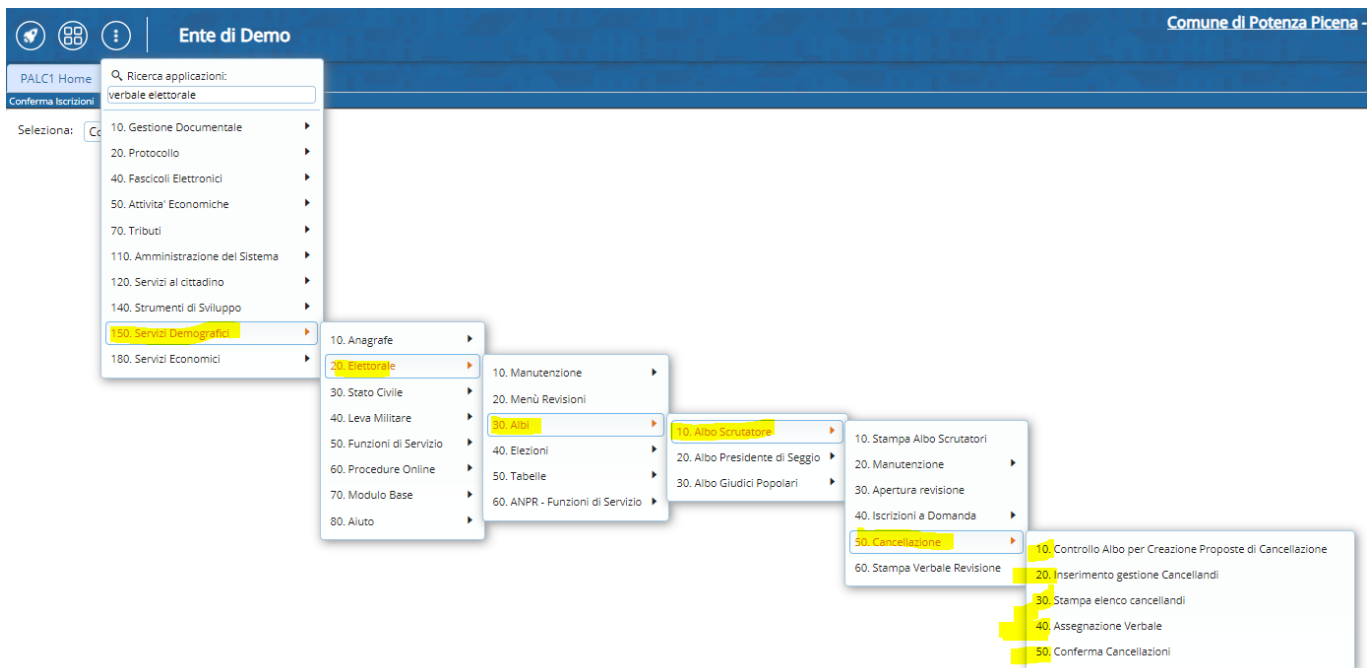 Ente di Demo
Comune di Potenza Picena -
PALC1 Home
Ricerca applicazioni:
verbale elettorale
Conferma Iscrizioni
Seleziona:
10. Gestione Documentale
20. Protocollo
40. Fascicoli Elettronici
50. Attivita' Economiche
70. Tributi
110. Amministrazione del Sistema
120. Servizi al cittadino
140. Strumenti di Sviluppo
150. Servizi Demografici
180. Servizi Economici
10. Anagrafe
20. Elettorale
30. Stato Civile
40. Leva Militare
50. Funzioni di Servizio
60. Procedure Online
70. Modulo Base
80. Aiuto
10. Manutenzione
20. Menù Revisioni
30. Albi
40. Elezioni
50. Tabelle
60. ANPR - Funzioni di Servizio
10. Albo Scrutatore
20. Albo Presidente di Seggio
30. Albo Giudici Popolari
10. Stampa Albo Scrutatori
20. Manutenzione
30. Apertura revisione
40. Iscrizioni a Domanda
50. Cancellazione
60. Stampa Verbale Revisione
10. Controllo Albo per Creazione Proposte di Cancellazione
20. Inserimento gestione Cancellandi
30. Stampa elenco cancellandi
40. Assegnazione Verbale
50. Conferma Cancellazioni